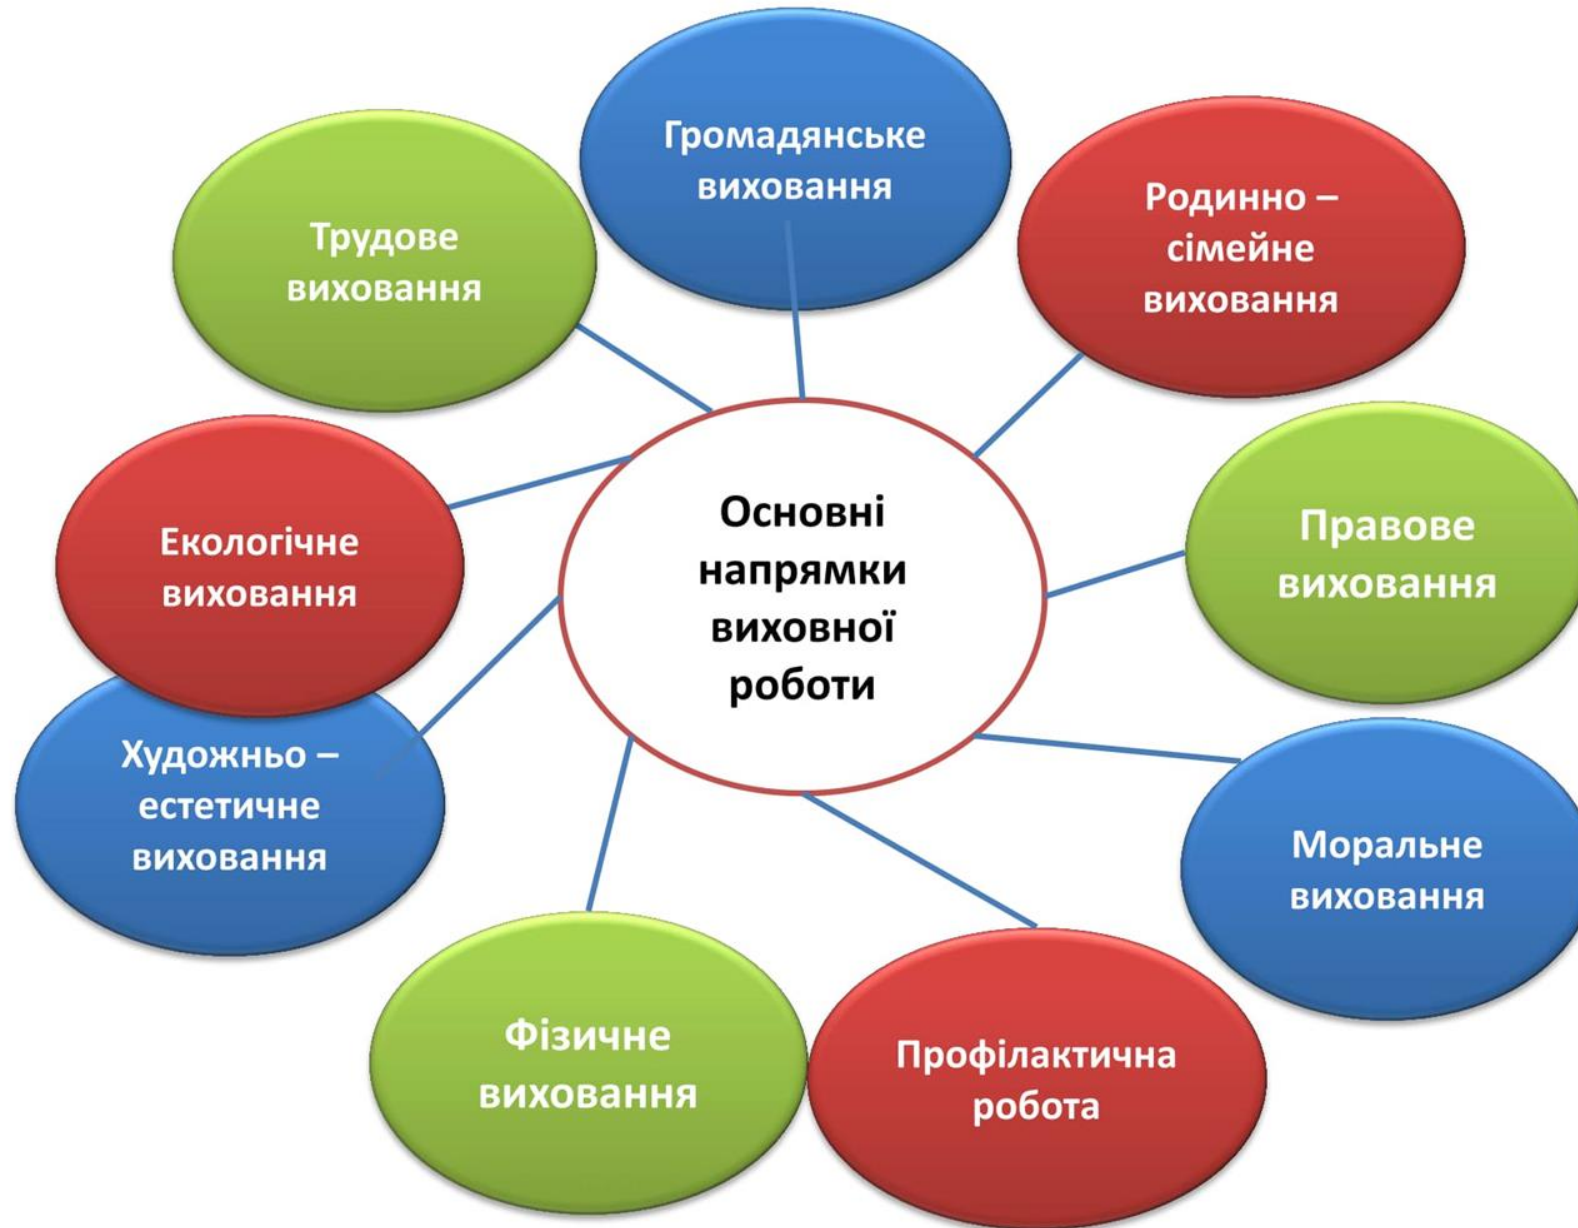 Громадянське
виховання
Родинно –
сімейне
виховання
Трудове
виховання
Правове
виховання
Основні
напрямки
виховної
роботи
Екологічне
виховання
Художньо –
естетичне
виховання
Моральне
виховання
Фізичне
виховання
Профілактична
робота